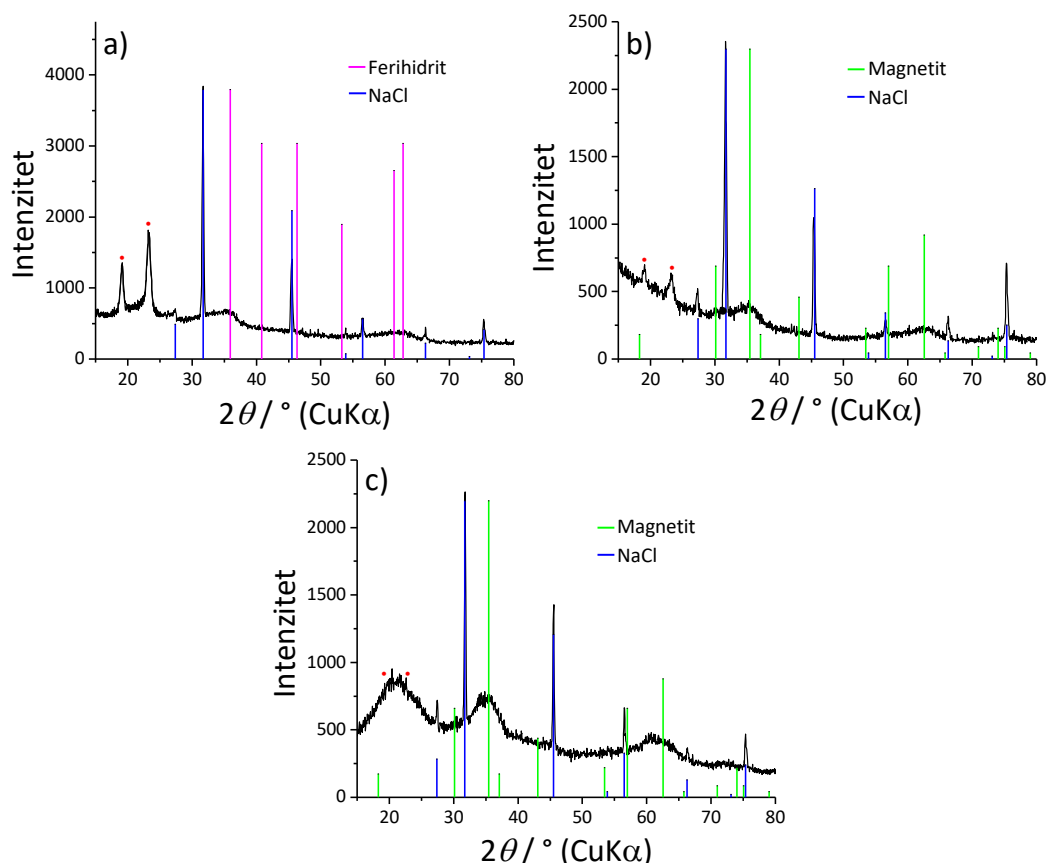 a)
Ferihidrit
NaCl
Intenzitet
4000
3000
2000
1000
0
20 30 40 50 60 70 80
2θ / ° (CuKα)
b)
Magnetit
NaCl
Intenzitet
2500
2000
1500
1000
500
0
20 30 40 50 60 70 80
2θ / ° (CuKα)
c)
Magnetit
NaCl
Intenzitet
2500
2000
1500
1000
500
0
20 30 40 50 60 70 80
2θ / ° (CuKα)